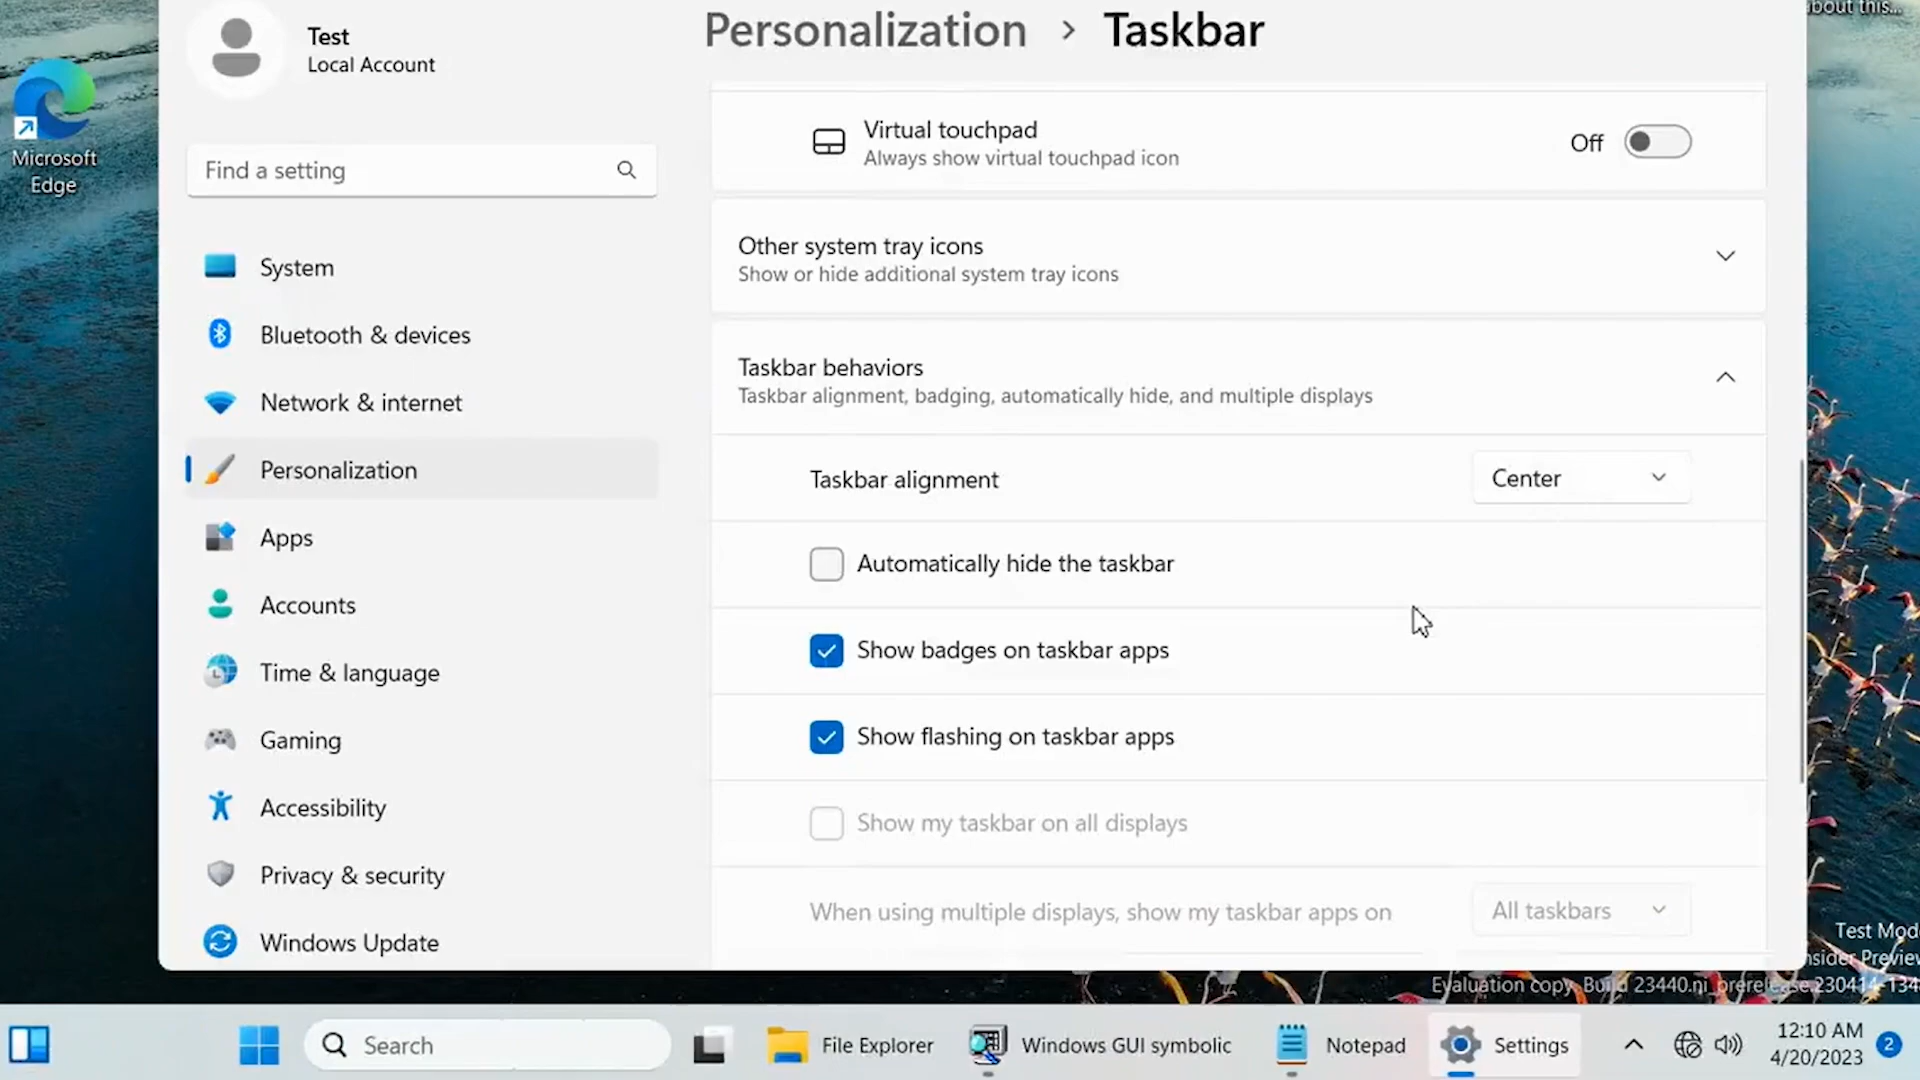 about this...
Test
Local Account
Personalization > Taskbar
Microsoft
Edge
Find a setting
System
Bluetooth & devices
Network & internet
Personalization
Apps
Accounts
Time & language
Gaming
Accessibility
Privacy & security
Windows Update
Virtual touchpad
Always show virtual touchpad icon
Off
Other system tray icons
Show or hide additional system tray icons
Taskbar behaviors
Taskbar alignment, badging, automatically hide, and multiple displays
Taskbar alignment
Center
Automatically hide the taskbar
Show badges on taskbar apps
Show flashing on taskbar apps
Show my taskbar on all displays
When using multiple displays, show my taskbar apps on
All taskbars
Test Mod
nsider Preview
Evaluation copy. Build 23440.ni_prerelease.230414-134
Search
File Explorer
Windows GUI symbolic
Notepad
Settings
12:10 AM
4/20/2023
2